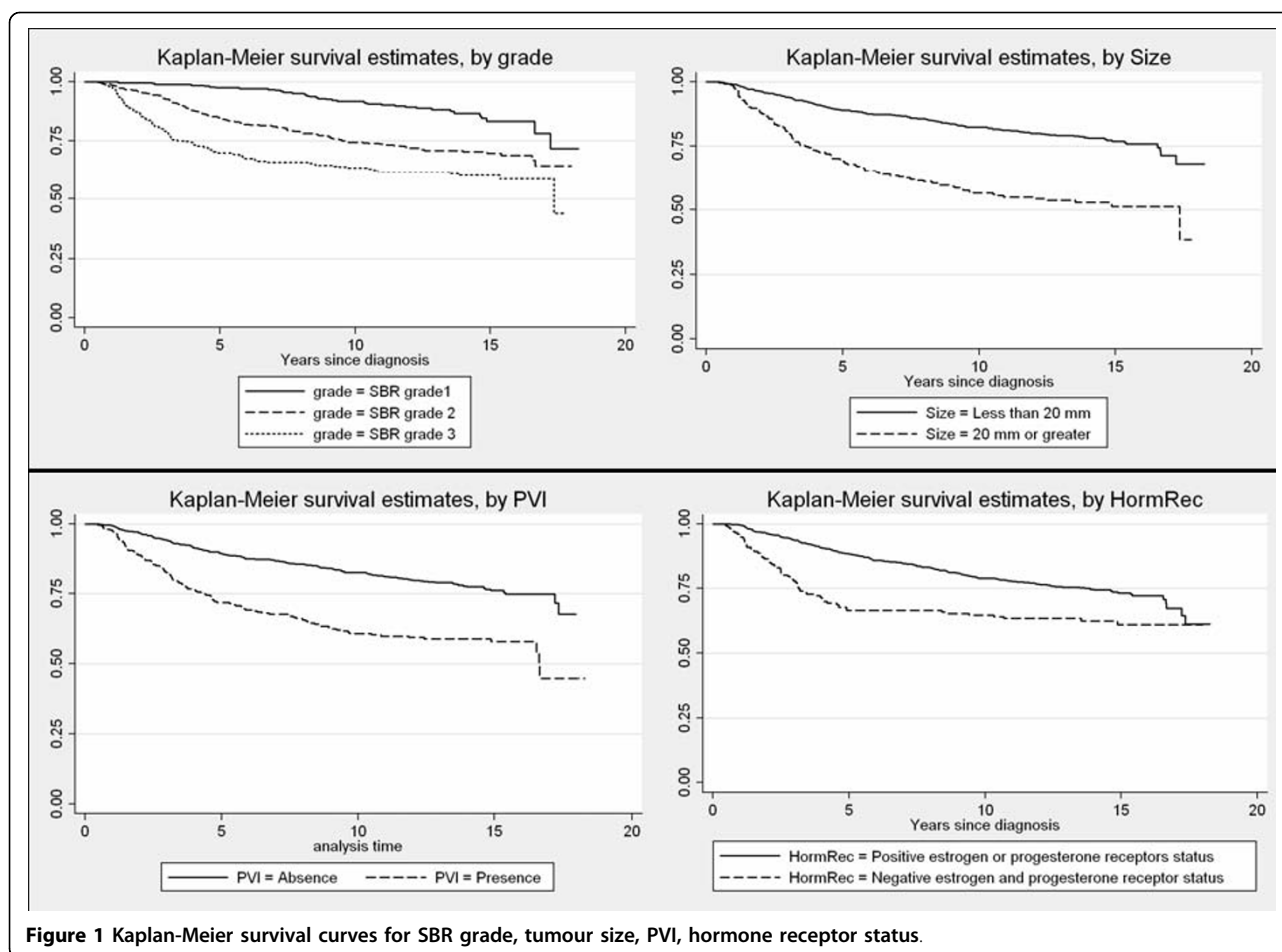 Kaplan-Meier survival estimates, by grade
1.00
0.75
0.50
0.25
0.00
0 5 10 15 20
Years since diagnosis
grade = SBR grade1
grade = SBR grade 2
grade = SBR grade 3
Kaplan-Meier survival estimates, by Size
1.00
0.75
0.50
0.25
0.00
0 5 10 15 20
Years since diagnosis
Size = Less than 20 mm
Size = 20 mm or greater
Kaplan-Meier survival estimates, by PVI
1.00
0.75
0.50
0.25
0.00
0 5 10 15 20
analysis time
PVI = Absence PVI = Presence
Kaplan-Meier survival estimates, by HormRec
1.00
0.75
0.50
0.25
0.00
0 5 10 15 20
Years since diagnosis
HormRec = Positive estrogen or progesterone receptors status
HormRec = Negative estrogen and progesterone receptor status
Figure 1 Kaplan-Meier survival curves for SBR grade, tumour size, PVI, hormone receptor status.